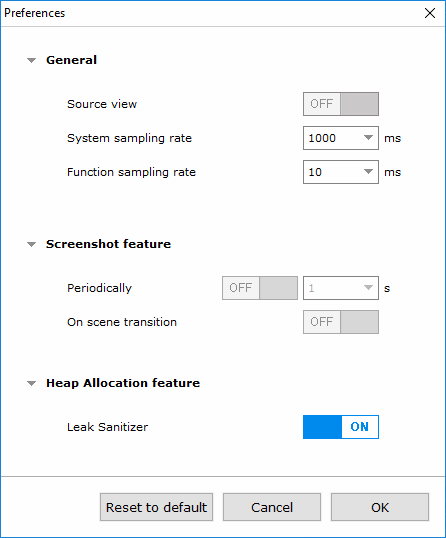 Preferences
General
Source view OFF
System sampling rate 1000 ms
Function sampling rate 10 ms
Screenshot feature
Periodically OFF 1 s
On scene transition OFF
Heap Allocation feature
Leak Sanitizer ON
Reset to default Cancel OK